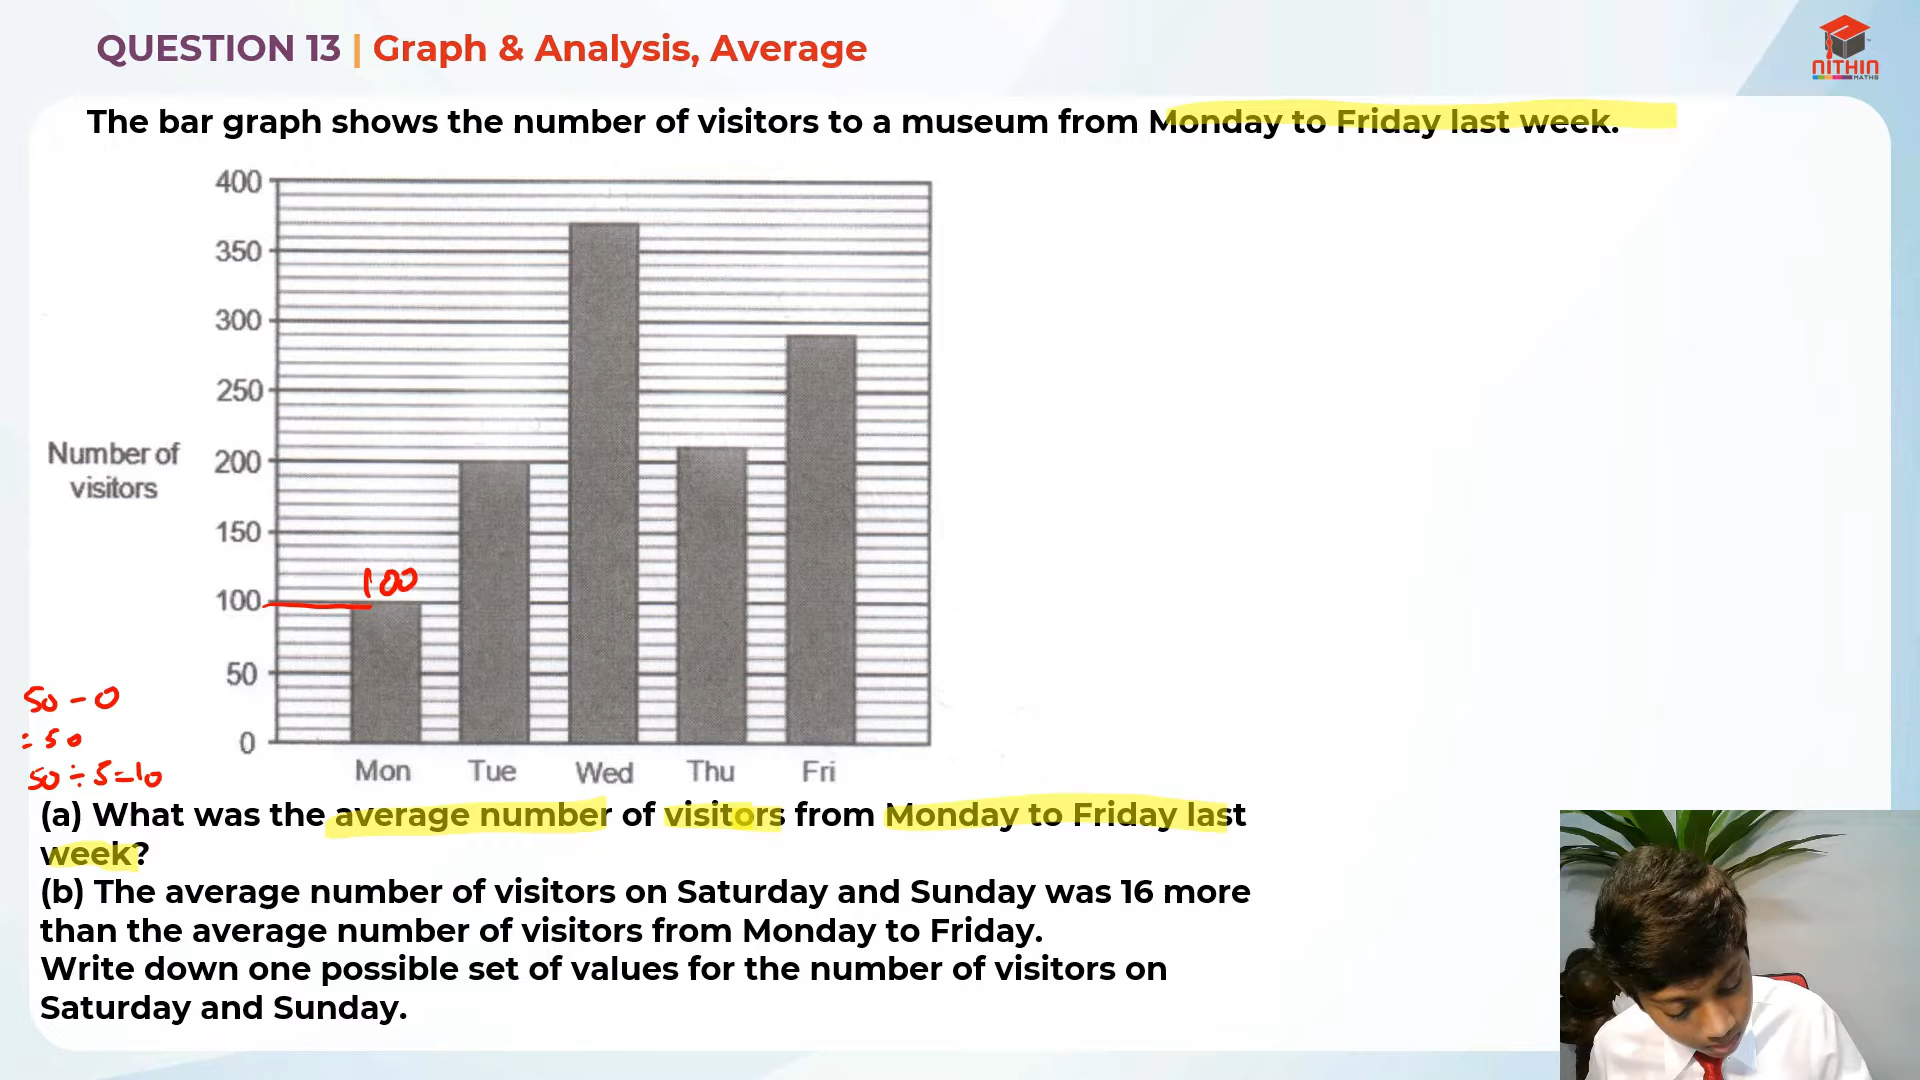 QUESTION 13 | Graph & Analysis, Average
NITHIN
MATHS
The bar graph shows the number of visitors to a museum from Monday to Friday last week.
400
350
300
250
Number of visitors
200
150
100
100
50
0
50 - 0
= 50
50 ÷ 5 = 10
Mon Tue Wed Thu Fri
(a) What was the average number of visitors from Monday to Friday last
week?
(b) The average number of visitors on Saturday and Sunday was 16 more
than the average number of visitors from Monday to Friday.
Write down one possible set of values for the number of visitors on
Saturday and Sunday.